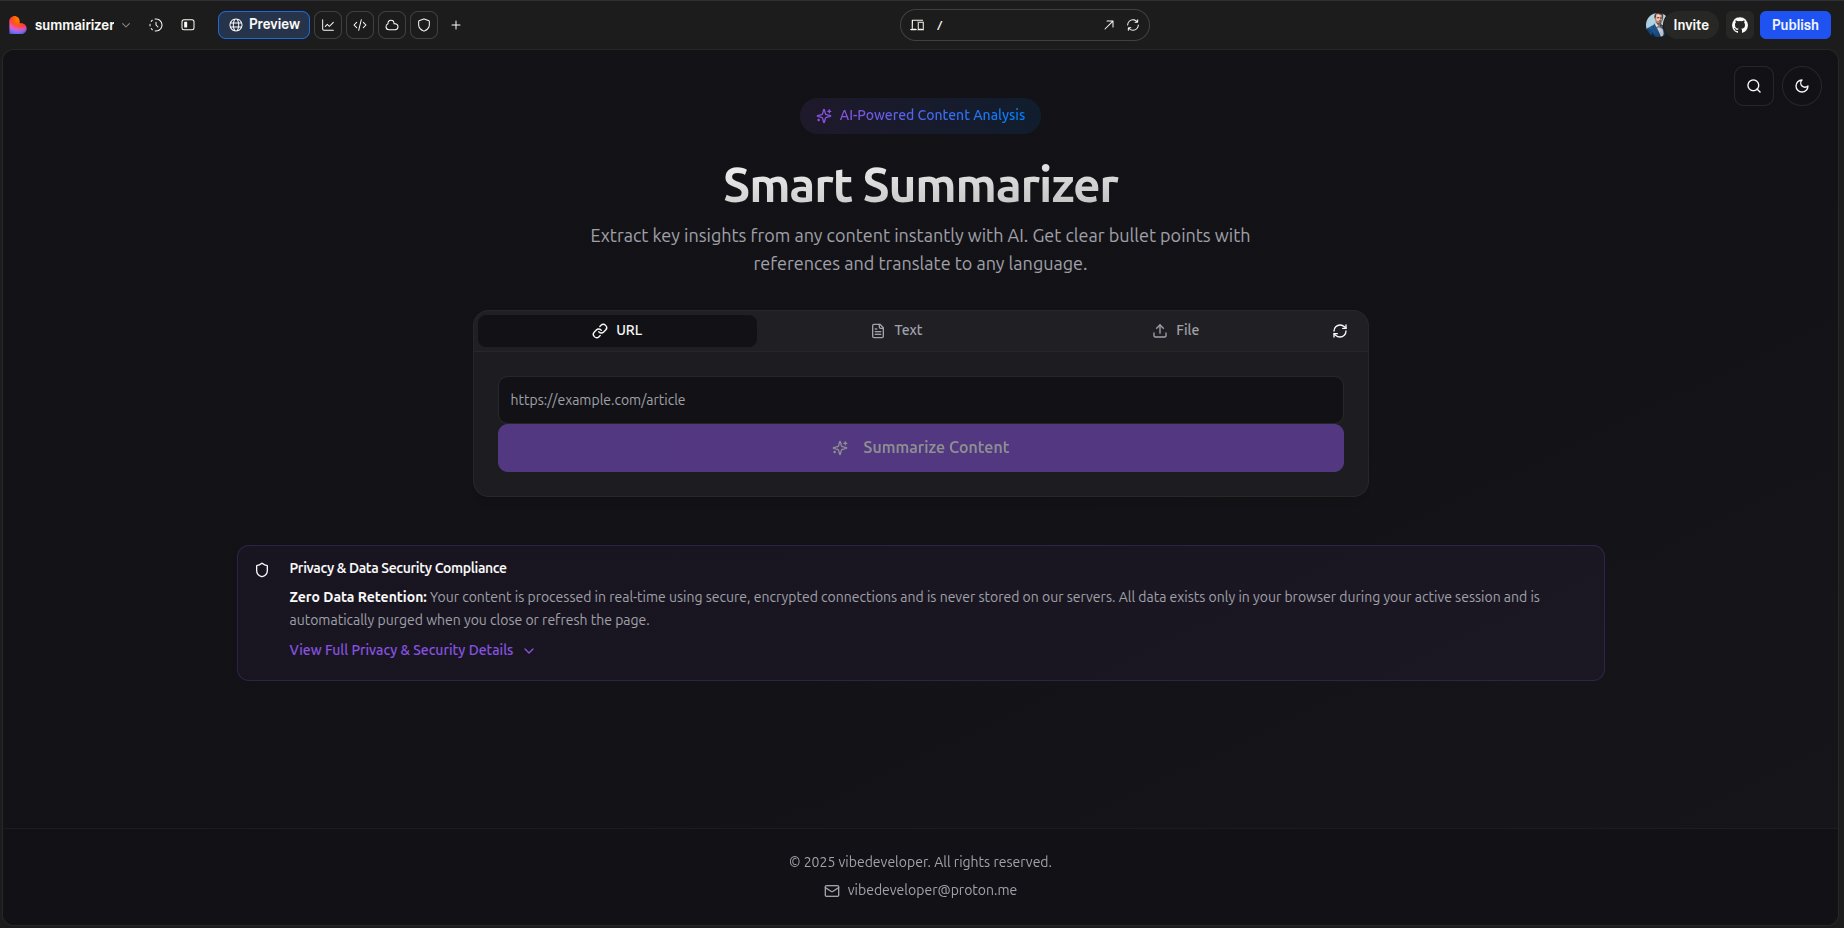 summairizer
Preview
/
Invite
Publish
AI-Powered Content Analysis
Smart Summarizer
Extract key insights from any content instantly with AI. Get clear bullet points with
references and translate to any language.
URL
Text
File
https://example.com/article
Summarize Content
Privacy & Data Security Compliance
Zero Data Retention: Your content is processed in real-time using secure, encrypted connections and is never stored on our servers. All data exists only in your browser during your active session and is
automatically purged when you close or refresh the page.
View Full Privacy & Security Details
© 2025 vibedeveloper. All rights reserved.
vibedeveloper@proton.me